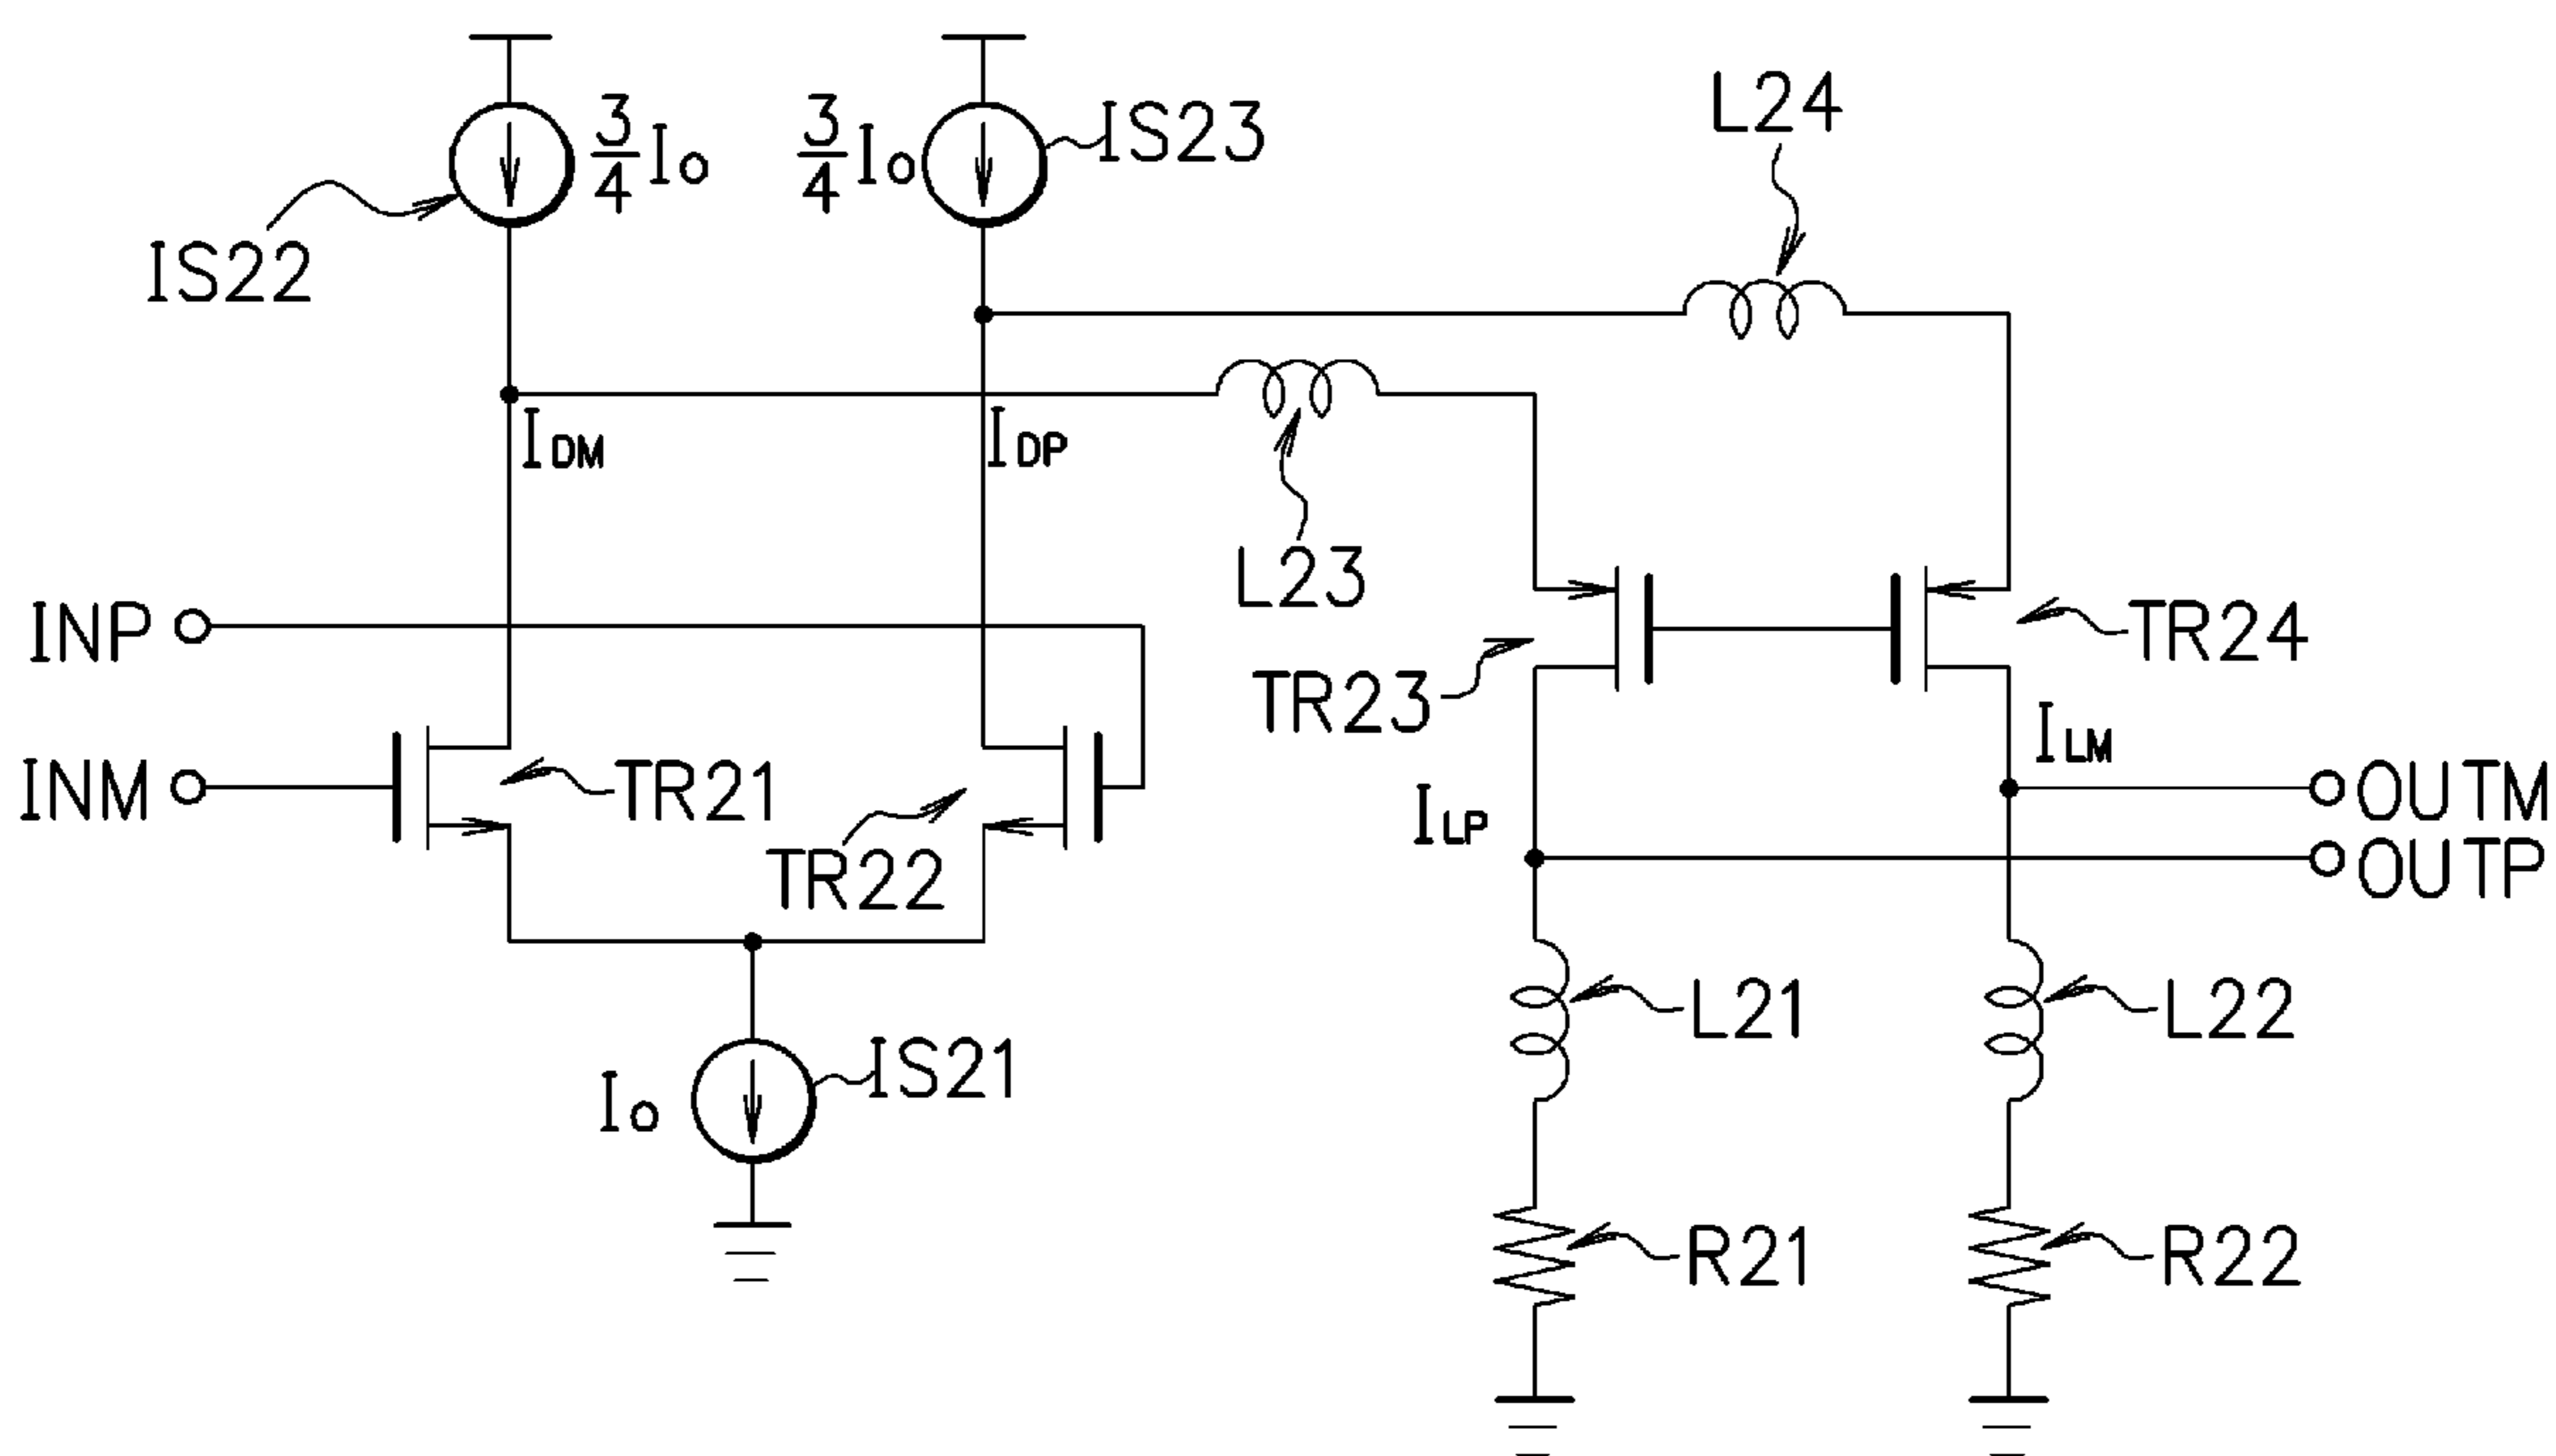 L24
3/4 Io
3/4 Io
IS23
IS22
IDM
IDP
L23
INP
TR24
TR23
INM
TR21
TR22
ILM
ILP
OUTM
OUTP
L21
L22
Io
IS21
R21
R22